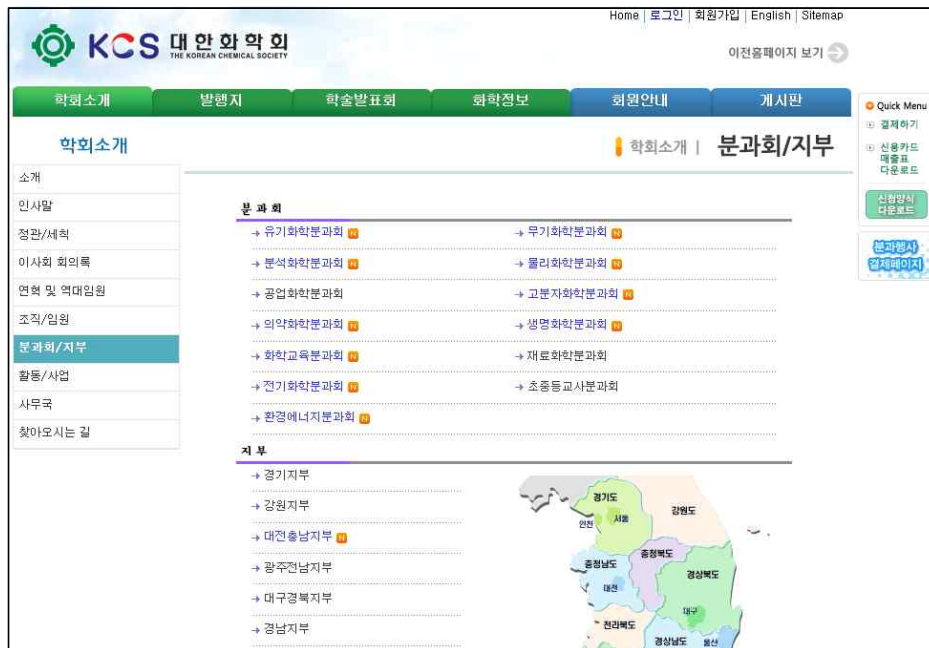 Home | 로그인 | 회원가입 | English | Sitemap
KCS 대한화학회
THE KOREAN CHEMICAL SOCIETY
이전홈페이지 보기
학회소개 발행지 학술발표회 화학정보 회원안내 게시판
학회소개
학회소개 | 분과회/지부
소개
인사말
정관/세칙
이사회 회의록
연혁 및 역대임원
조직/임원
분과회/지부
활동/사업
사무국
찾아오시는 길
분과회
→ 유기화학분과회 N → 무기화학분과회 N
→ 분석화학분과회 N → 물리화학분과회 N
→ 공업화학분과회 → 고분자화학분과회 N
→ 의약화학분과회 N → 생명화학분과회 N
→ 화학교육분과회 N → 재료화학분과회
→ 전기화학분과회 N → 초중등교사분과회
→ 환경에너지분과회 N
지부
→ 경기지부
→ 강원지부
→ 대전충남지부 N
→ 광주전남지부
→ 대구경북지부
→ 경남지부
경기도
강원도
인천 서울
충청북도
충청남도
경상북도
대전
대구
전라북도
경상남도 울산
Quick Menu
결제하기
신용카드
매출표
다운로드
신청양식
다운로드
분과행사
결제페이지